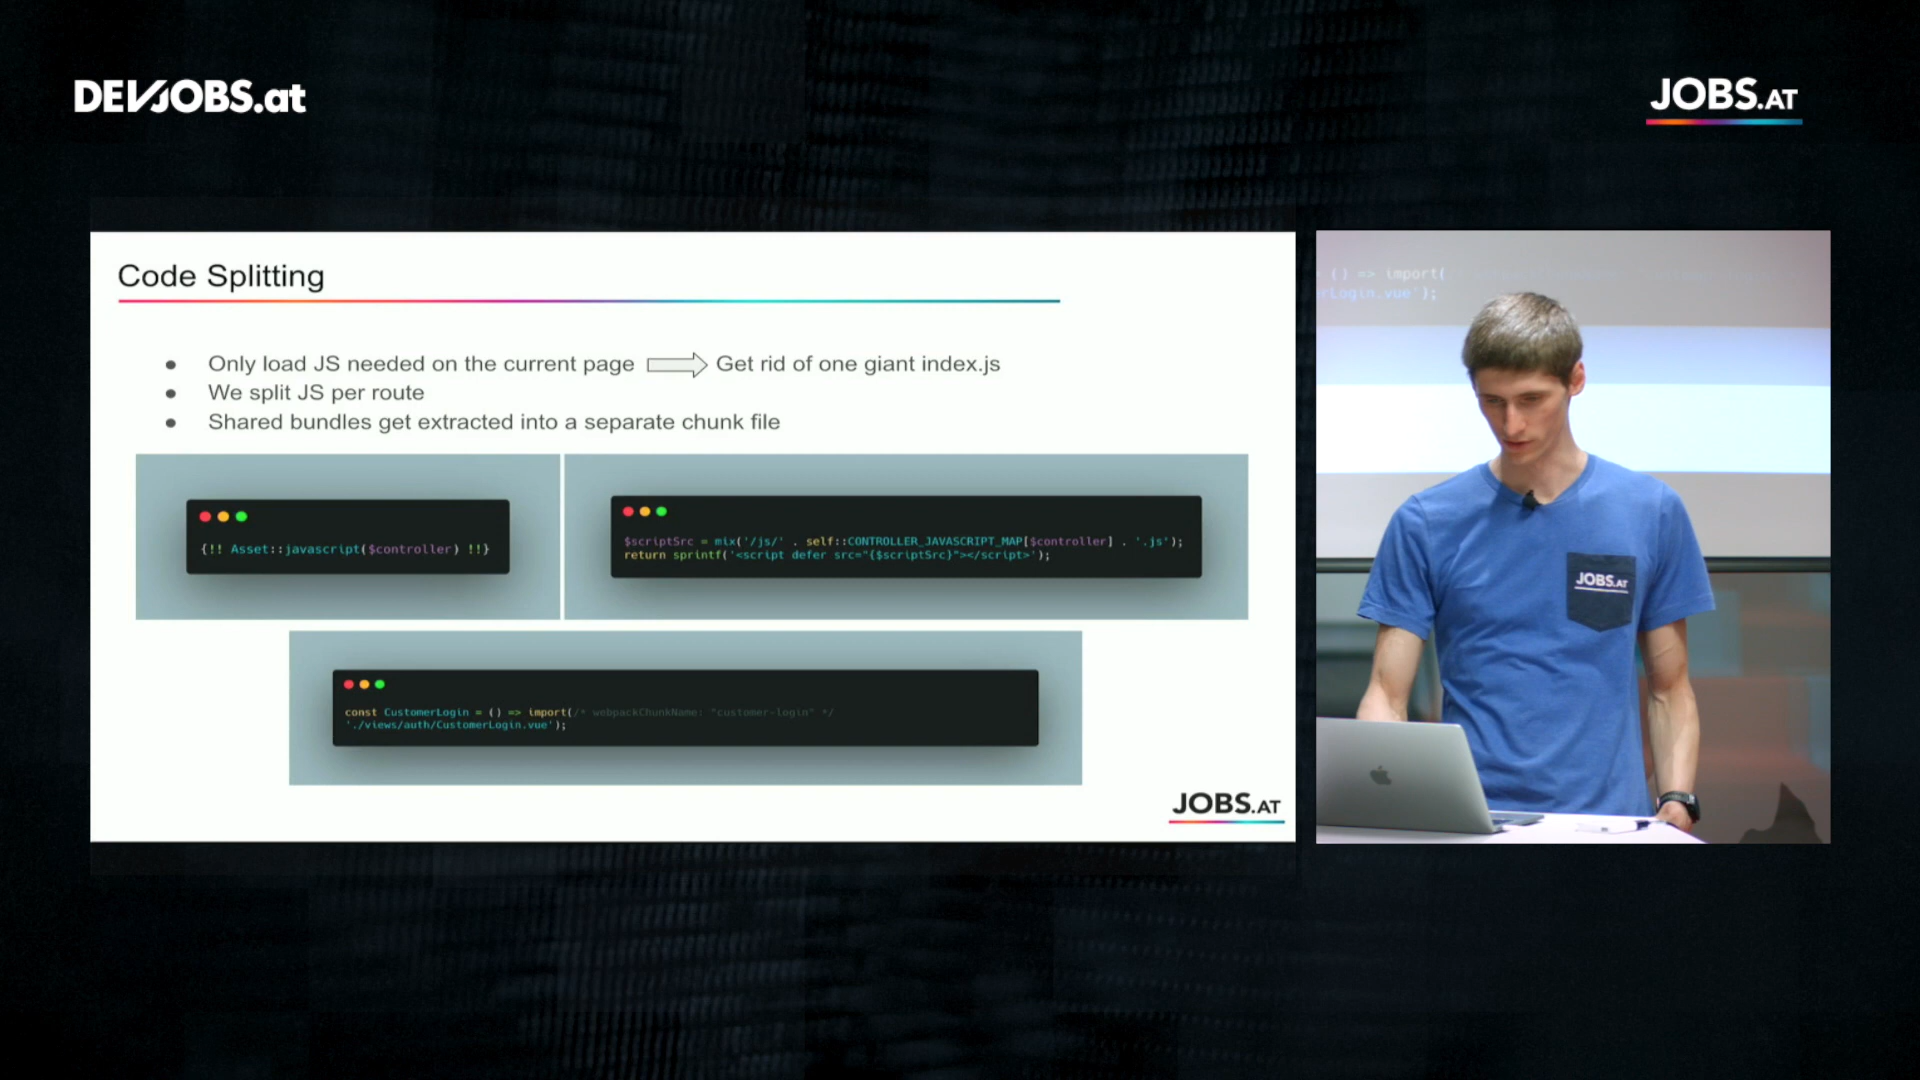 DEVJOBS.at
JOBS.AT
Code Splitting
● Only load JS needed on the current page Get rid of one giant index.js
● We split JS per route
● Shared bundles get extracted into a separate chunk file
{!! Asset::javascript($controller) !!}
$scriptSrc = mix('/js/' . self::CONTROLLER_JAVASCRIPT_MAP[$controller] . '.js');
return sprintf('<script defer src="{$scriptSrc}"></script>');
const CustomerLogin = () => import(/* webpackChunkName: "customer-login" */
'./views/auth/CustomerLogin.vue');
JOBS.AT
() => import(
rLogin.vue');
JOBS.AT